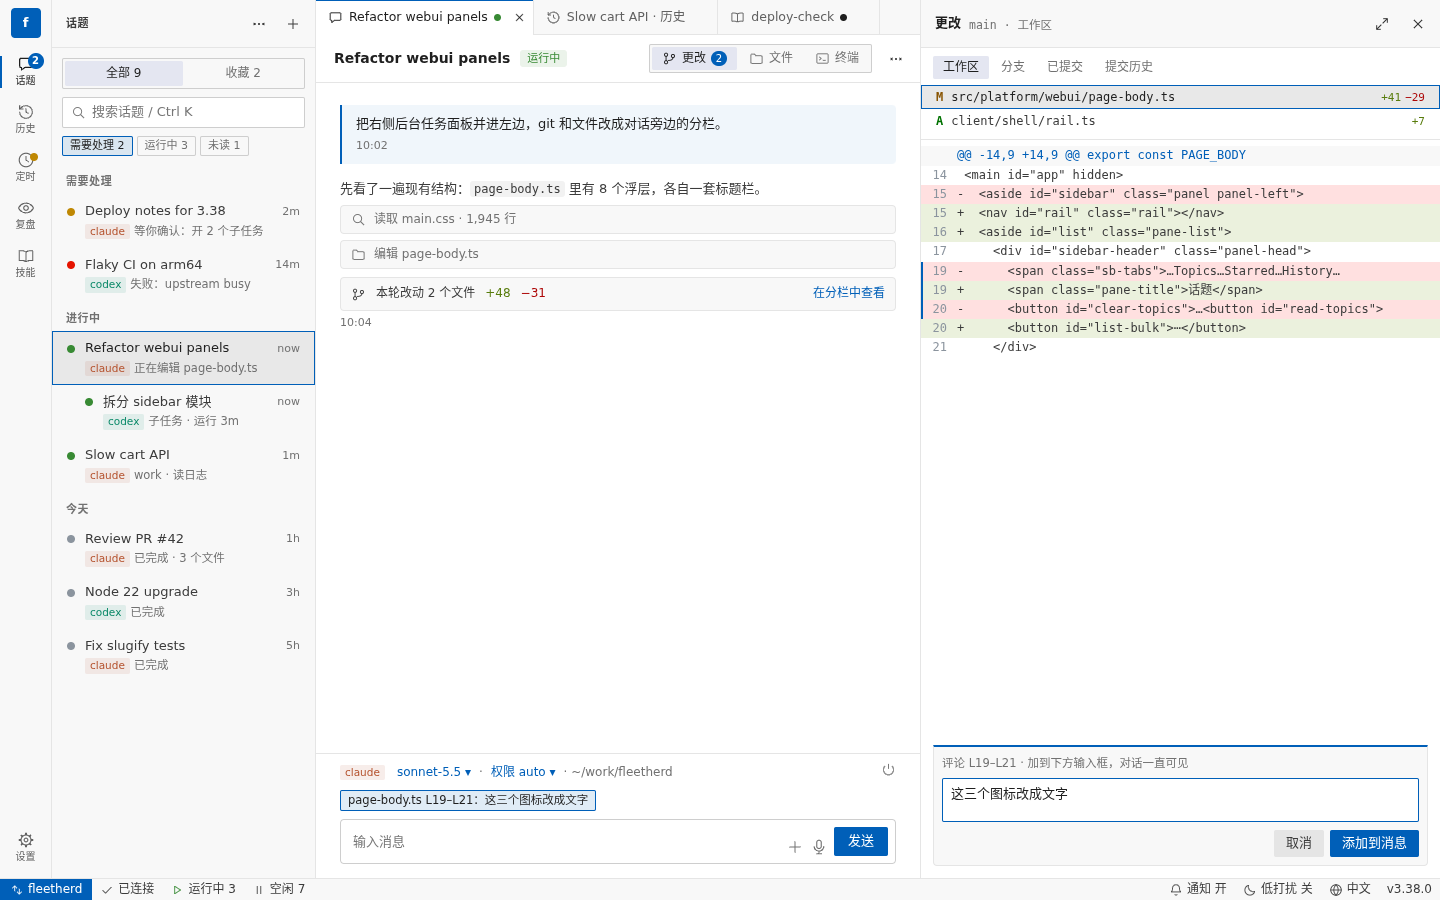 f
2
话题
历史
定时
复盘
技能
设置
话题
全部 9
收藏 2
搜索话题 / Ctrl K
需要处理 2
运行中 3
未读 1
需要处理
Deploy notes for 3.38 2m
claude 等你确认：开 2 个子任务
Flaky CI on arm64 14m
codex 失败：upstream busy
进行中
Refactor webui panels now
claude 正在编辑 page-body.ts
拆分 sidebar 模块 now
codex 子任务 · 运行 3m
Slow cart API 1m
claude work · 读日志
今天
Review PR #42 1h
claude 已完成 · 3 个文件
Node 22 upgrade 3h
codex 已完成
Fix slugify tests 5h
claude 已完成
Refactor webui panels
Slow cart API · 历史
deploy-check
Refactor webui panels 运行中
更改 2
文件
终端
把右侧后台任务面板并进左边，git 和文件改成对话旁边的分栏。
10:02
先看了一遍现有结构：page-body.ts 里有 8 个浮层，各自一套标题栏。
读取 main.css · 1,945 行
编辑 page-body.ts
本轮改动 2 个文件 +48 −31 在分栏中查看
10:04
claude sonnet-5.5 ▾ · 权限 auto ▾ · ~/work/fleetherd
page-body.ts L19–L21：这三个图标改成文字
输入消息
发送
更改 main · 工作区
工作区 分支 已提交 提交历史
M src/platform/webui/page-body.ts +41 −29
A client/shell/rail.ts +7
@@ -14,9 +14,9 @@ export const PAGE_BODY
14 <main id="app" hidden>
15 - <aside id="sidebar" class="panel panel-left">
15 + <nav id="rail" class="rail"></nav>
16 + <aside id="list" class="pane-list">
17 <div id="sidebar-header" class="panel-head">
19 - <span class="sb-tabs">…Topics…Starred…History…
19 + <span class="pane-title">话题</span>
20 - <button id="clear-topics">…<button id="read-topics">
20 + <button id="list-bulk">⋯</button>
21 </div>
评论 L19–L21 · 加到下方输入框，对话一直可见
这三个图标改成文字
取消
添加到消息
fleetherd
已连接
运行中 3
空闲 7
通知 开
低打扰 关
中文
v3.38.0